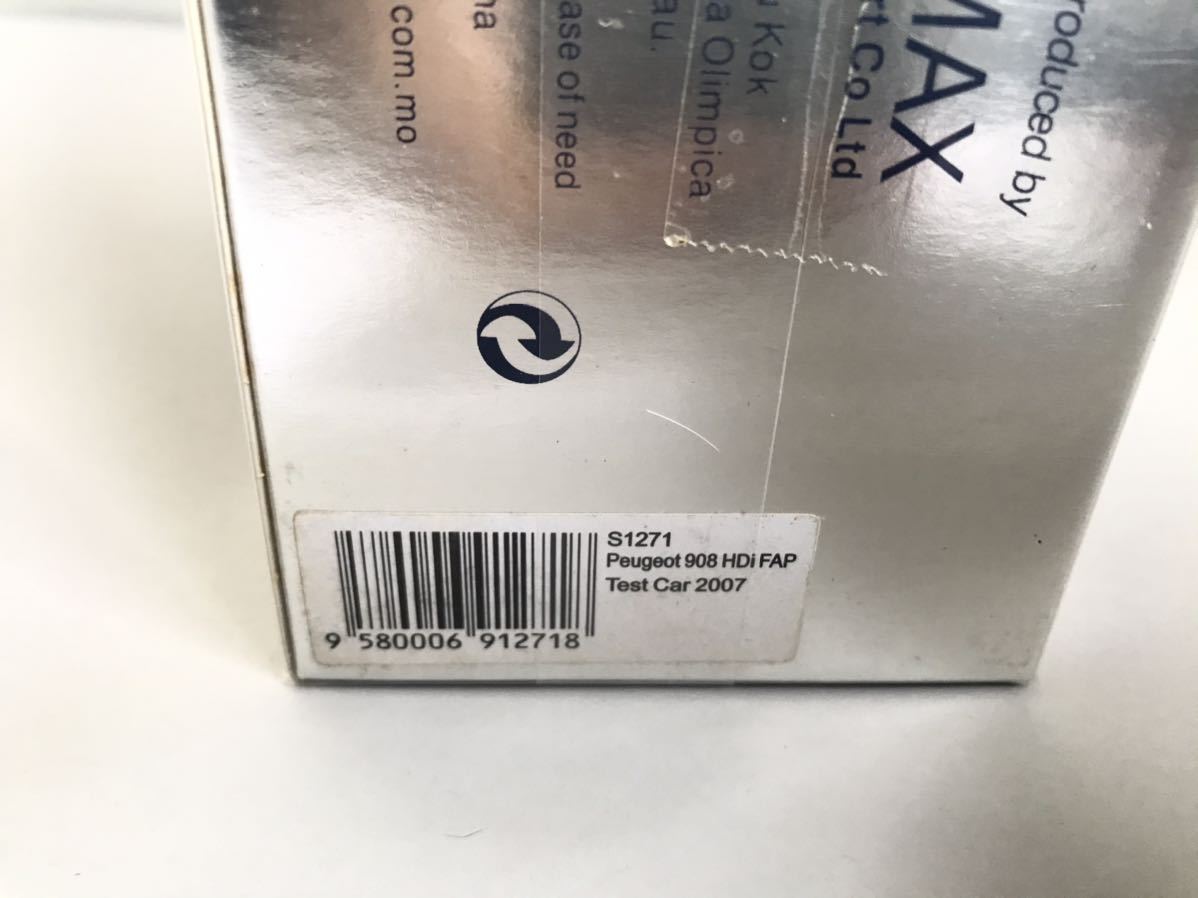 roduced by
MAX
rt Co Ltd
Kok
a Olimpica
au.
ase of need
na
com.mo
S1271
Peugeot 908 HDi FAP
Test Car 2007
9 580006 912718